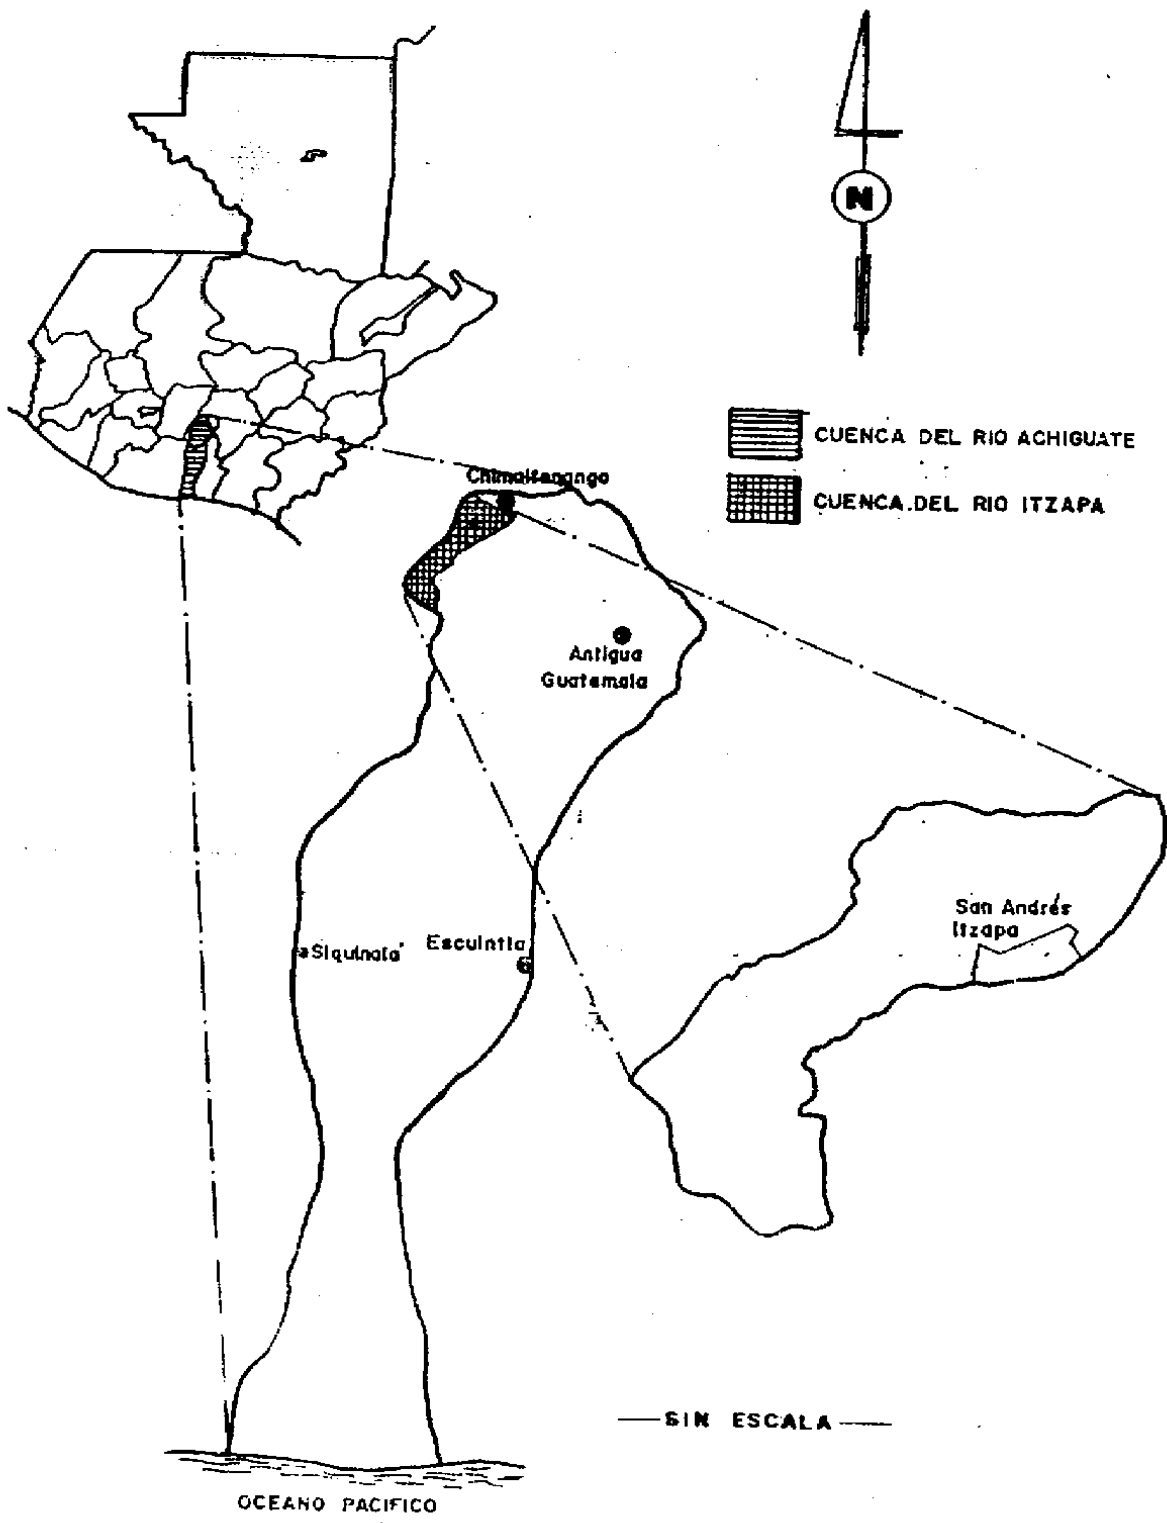 N
CUENCA DEL RIO ACHIGUATE
CUENCA.DEL RIO ITZAPA
Chimaltenango
Antigua
Guatemala
San Andrés
Itzapa
Siquinalá
Escuintla
SIN ESCALA
OCEANO PACIFICO